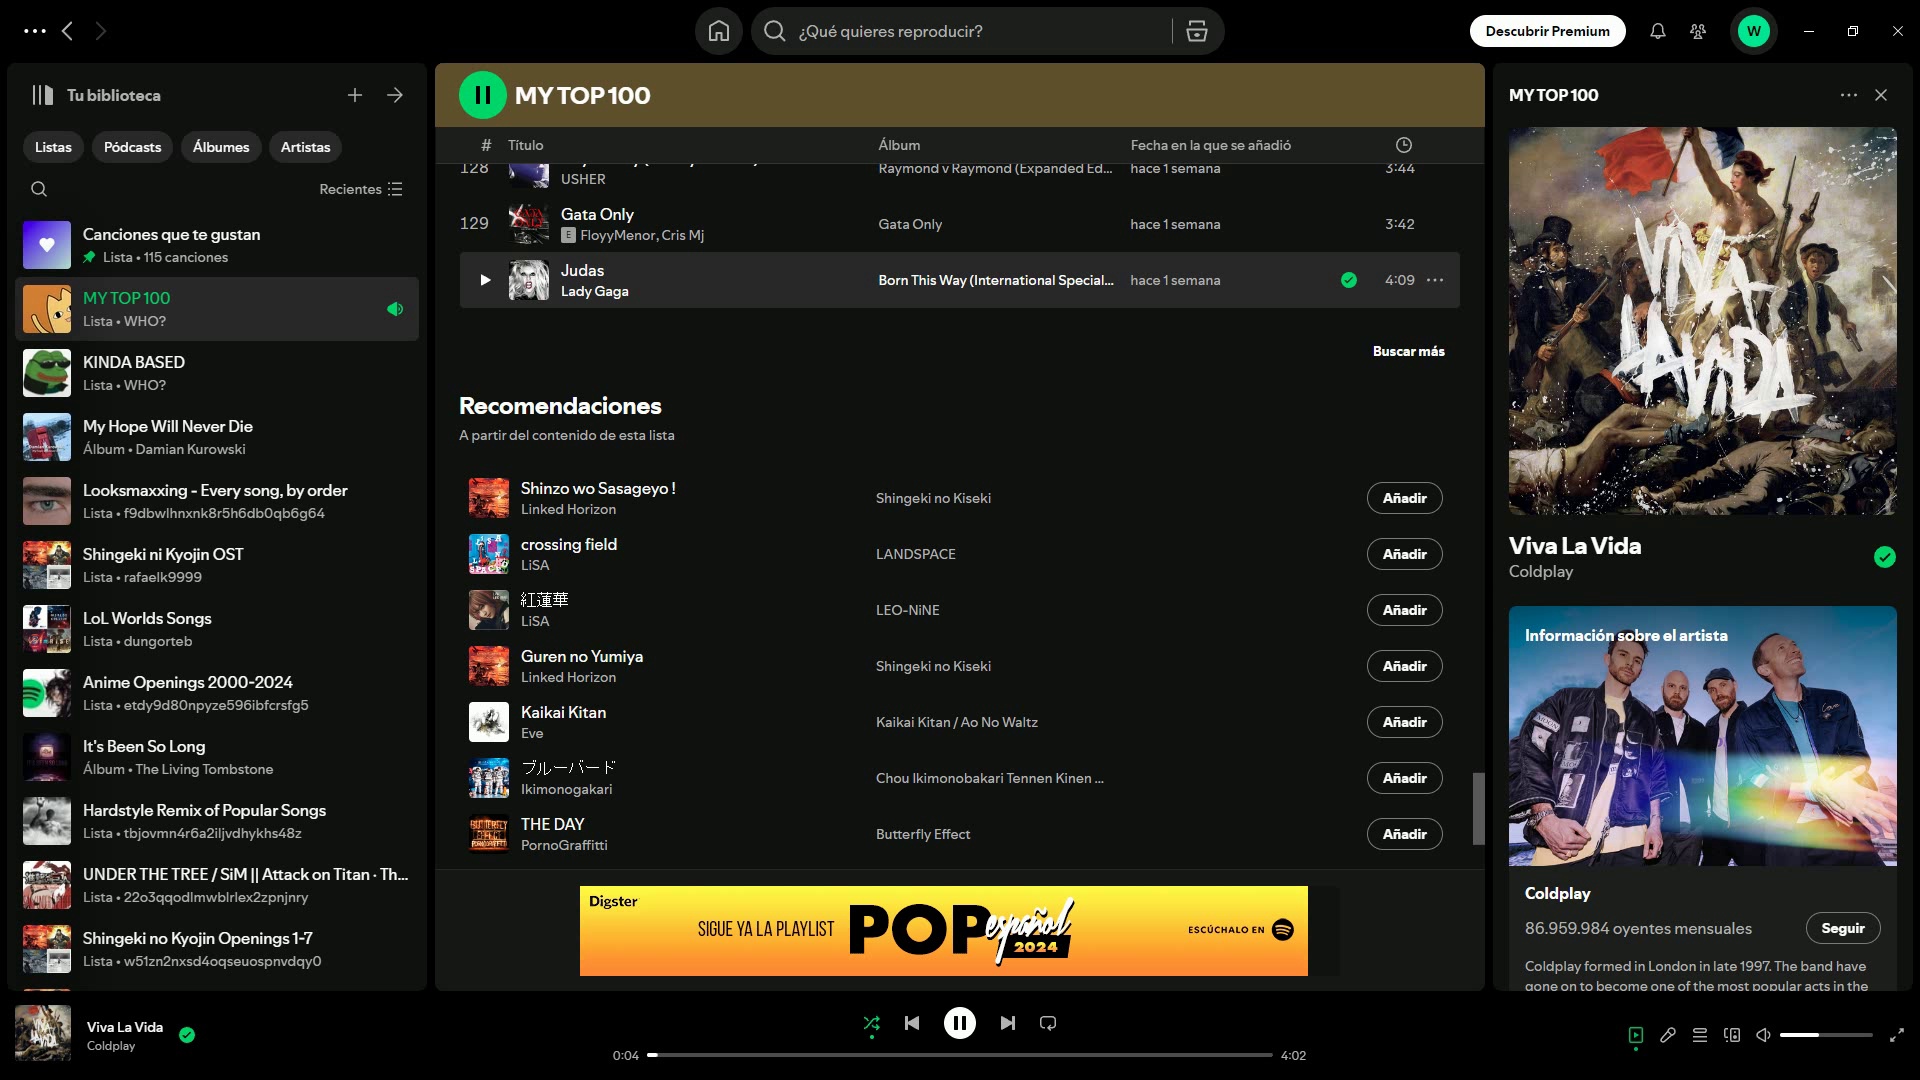 ¿Qué quieres reproducir?
Descubrir Premium
W
Tu biblioteca
Listas
Pódcasts
Álbumes
Artistas
Recientes
Canciones que te gustan
Lista • 115 canciones
MY TOP 100
Lista • WHO?
KINDA BASED
Lista • WHO?
My Hope Will Never Die
Álbum • Damian Kurowski
Looksmaxxing - Every song, by order
Lista • f9dbwlhnxnk8r5h6db0qb6g64
Shingeki ni Kyojin OST
Lista • rafaelk9999
LoL Worlds Songs
Lista • dungorteb
Anime Openings 2000-2024
Lista • etdy9d80npyze596ibfcrsfg5
It's Been So Long
Álbum • The Living Tombstone
Hardstyle Remix of Popular Songs
Lista • tbjovmn4r6a2iljvdhykhs48z
UNDER THE TREE / SiM || Attack on Titan · Th...
Lista • 22o3qqodlmwblrlex2zpnjnry
Shingeki no Kyojin Openings 1-7
Lista • w51zn2nxsd4oqseuospnvdqy0
MY TOP 100
# Título Álbum Fecha en la que se añadió
128 USHER Raymond v Raymond (Expanded Ed... hace 1 semana 3:44
129 Gata Only Gata Only hace 1 semana 3:42
E FloyyMenor, Cris Mj
Judas Born This Way (International Special... hace 1 semana 4:09
Lady Gaga
Buscar más
Recomendaciones
A partir del contenido de esta lista
Shinzo wo Sasageyo ! Shingeki no Kiseki Añadir
Linked Horizon
crossing field LANDSPACE Añadir
LiSA
紅蓮華 LEO-NiNE Añadir
LiSA
Guren no Yumiya Shingeki no Kiseki Añadir
Linked Horizon
Kaikai Kitan Kaikai Kitan / Ao No Waltz Añadir
Eve
ブルーバード Chou Ikimonobakari Tennen Kinen ... Añadir
Ikimonogakari
THE DAY Butterfly Effect Añadir
PornoGraffitti
Digster
SIGUE YA LA PLAYLIST POP español 2024 ESCÚCHALO EN
MY TOP 100
VIVA LA VIDA
Viva La Vida
Coldplay
Información sobre el artista
Coldplay
86.959.984 oyentes mensuales Seguir
Coldplay formed in London in late 1997. The band have
gone on to become one of the most popular acts in the
Viva La Vida
Coldplay
0:04 4:02